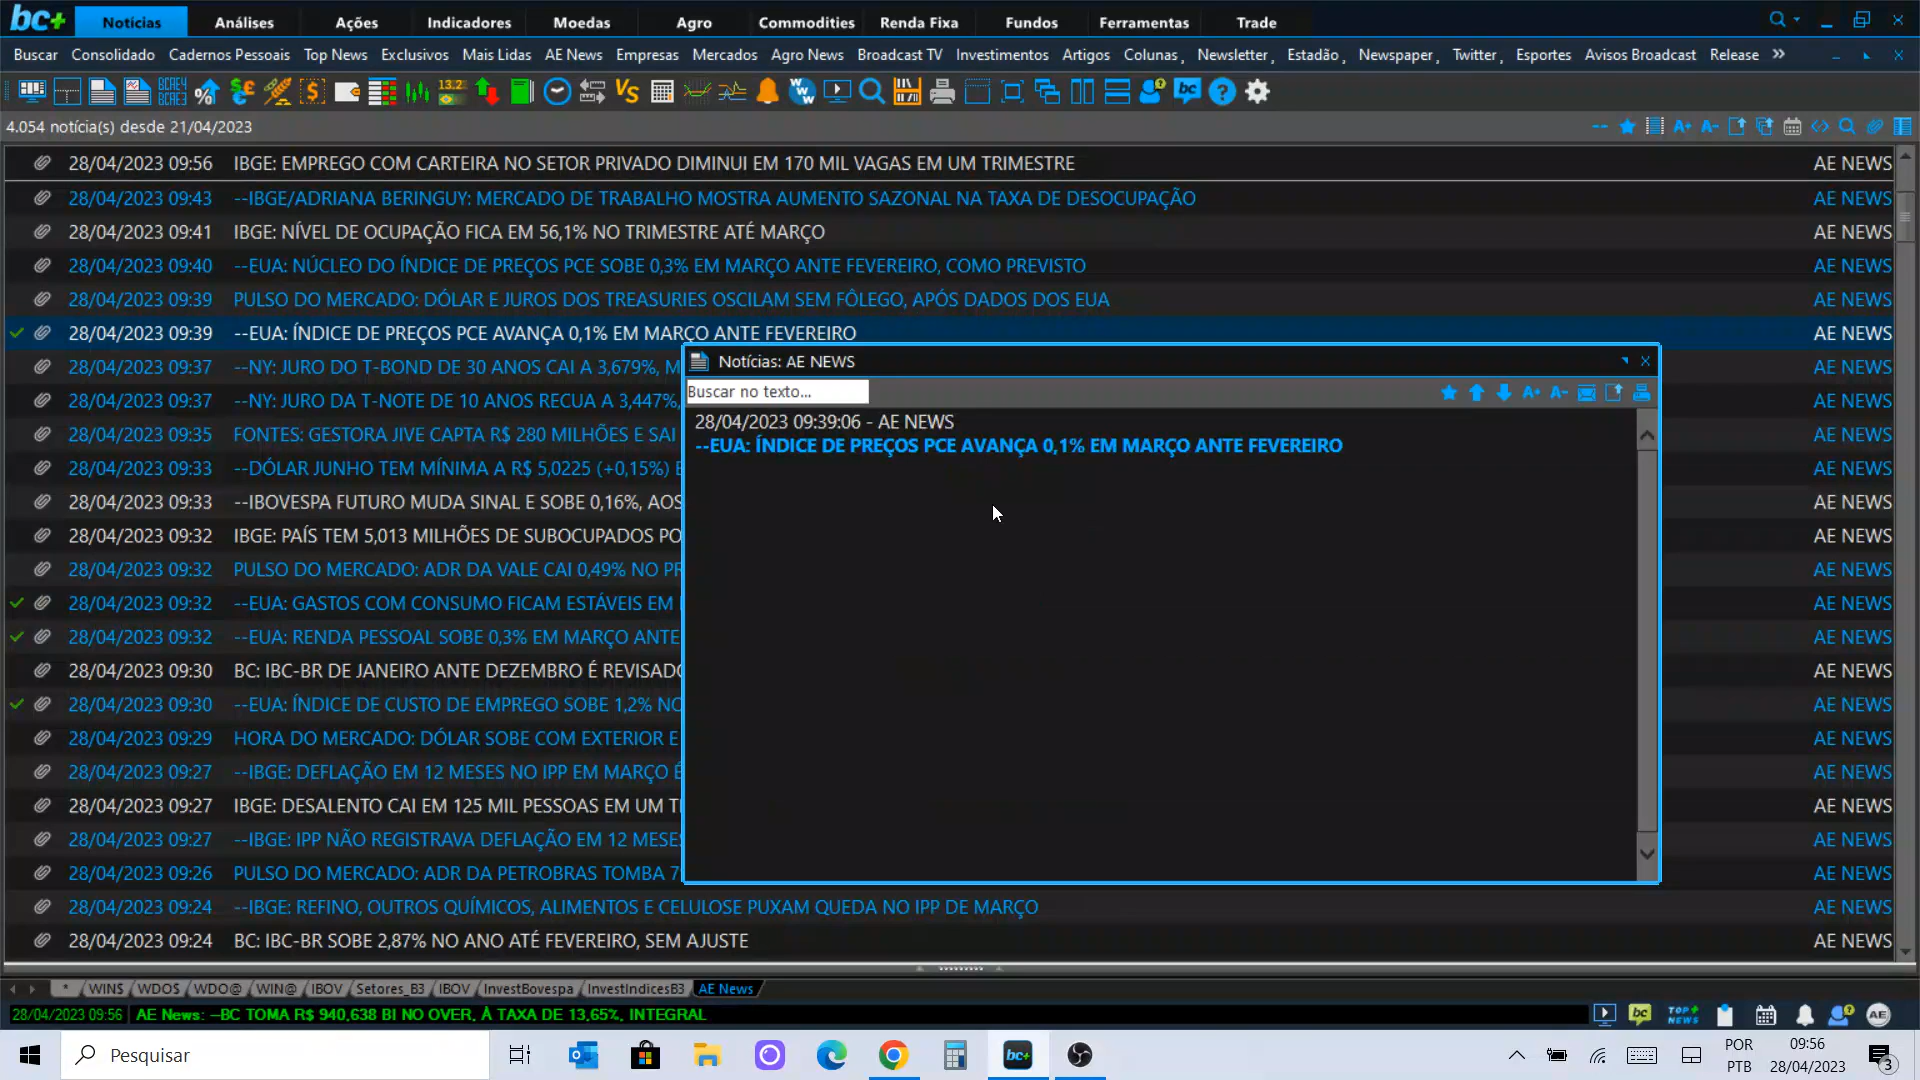 bc+ Notícias Análises Ações Indicadores Moedas Agro Commodities Renda Fixa Fundos Ferramentas Trade
Buscar Consolidado Cadernos Pessoais Top News Exclusivos Mais Lidas AE News Empresas Mercados Agro News Broadcast TV Investimentos Artigos Colunas Newsletter Estadão Newspaper Twitter Esportes Avisos Broadcast Release
4.054 notícia(s) desde 21/04/2023
28/04/2023 09:56 IBGE: EMPREGO COM CARTEIRA NO SETOR PRIVADO DIMINUI EM 170 MIL VAGAS EM UM TRIMESTRE AE NEWS
28/04/2023 09:43 --IBGE/ADRIANA BERINGUY: MERCADO DE TRABALHO MOSTRA AUMENTO SAZONAL NA TAXA DE DESOCUPAÇÃO AE NEWS
28/04/2023 09:41 IBGE: NÍVEL DE OCUPAÇÃO FICA EM 56,1% NO TRIMESTRE ATÉ MARÇO AE NEWS
28/04/2023 09:40 --EUA: NÚCLEO DO ÍNDICE DE PREÇOS PCE SOBE 0,3% EM MARÇO ANTE FEVEREIRO, COMO PREVISTO AE NEWS
28/04/2023 09:39 PULSO DO MERCADO: DÓLAR E JUROS DOS TREASURIES OSCILAM SEM FÔLEGO, APÓS DADOS DOS EUA AE NEWS
28/04/2023 09:39 --EUA: ÍNDICE DE PREÇOS PCE AVANÇA 0,1% EM MARÇO ANTE FEVEREIRO AE NEWS
28/04/2023 09:37 --NY: JURO DO T-BOND DE 30 ANOS CAI A 3,679%, M AE NEWS
28/04/2023 09:37 --NY: JURO DA T-NOTE DE 10 ANOS RECUA A 3,447%, AE NEWS
28/04/2023 09:35 FONTES: GESTORA JIVE CAPTA R$ 280 MILHÕES E SAI AE NEWS
28/04/2023 09:33 --DÓLAR JUNHO TEM MÍNIMA A R$ 5,0225 (+0,15%) E AE NEWS
28/04/2023 09:33 --IBOVESPA FUTURO MUDA SINAL E SOBE 0,16%, AOS AE NEWS
28/04/2023 09:32 IBGE: PAÍS TEM 5,013 MILHÕES DE SUBOCUPADOS PO AE NEWS
28/04/2023 09:32 PULSO DO MERCADO: ADR DA VALE CAI 0,49% NO PR AE NEWS
28/04/2023 09:32 --EUA: GASTOS COM CONSUMO FICAM ESTÁVEIS EM AE NEWS
28/04/2023 09:32 --EUA: RENDA PESSOAL SOBE 0,3% EM MARÇO ANTE AE NEWS
28/04/2023 09:30 BC: IBC-BR DE JANEIRO ANTE DEZEMBRO É REVISADO AE NEWS
28/04/2023 09:30 --EUA: ÍNDICE DE CUSTO DE EMPREGO SOBE 1,2% NO AE NEWS
28/04/2023 09:29 HORA DO MERCADO: DÓLAR SOBE COM EXTERIOR E AE NEWS
28/04/2023 09:27 --IBGE: DEFLAÇÃO EM 12 MESES NO IPP EM MARÇO É AE NEWS
28/04/2023 09:27 IBGE: DESALENTO CAI EM 125 MIL PESSOAS EM UM T AE NEWS
28/04/2023 09:27 --IBGE: IPP NÃO REGISTRAVA DEFLAÇÃO EM 12 MESES AE NEWS
28/04/2023 09:26 PULSO DO MERCADO: ADR DA PETROBRAS TOMBA 7 AE NEWS
28/04/2023 09:24 --IBGE: REFINO, OUTROS QUÍMICOS, ALIMENTOS E CELULOSE PUXAM QUEDA NO IPP DE MARÇO AE NEWS
28/04/2023 09:24 BC: IBC-BR SOBE 2,87% NO ANO ATÉ FEVEREIRO, SEM AJUSTE AE NEWS
Notícias: AE NEWS
Buscar no texto...
28/04/2023 09:39:06 - AE NEWS
--EUA: ÍNDICE DE PREÇOS PCE AVANÇA 0,1% EM MARÇO ANTE FEVEREIRO
* WIN$ WDO$ WDO@ WIN@ IBOV Setores_B3 IBOV InvestBovespa InvestIndicesB3 AE News
28/04/2023 09:56 AE News: --BC TOMA R$ 940,638 BI NO OVER, À TAXA DE 13,65%, INTEGRAL
TOP+ NEWS
AE
Pesquisar
POR
PTB
09:56
28/04/2023
3